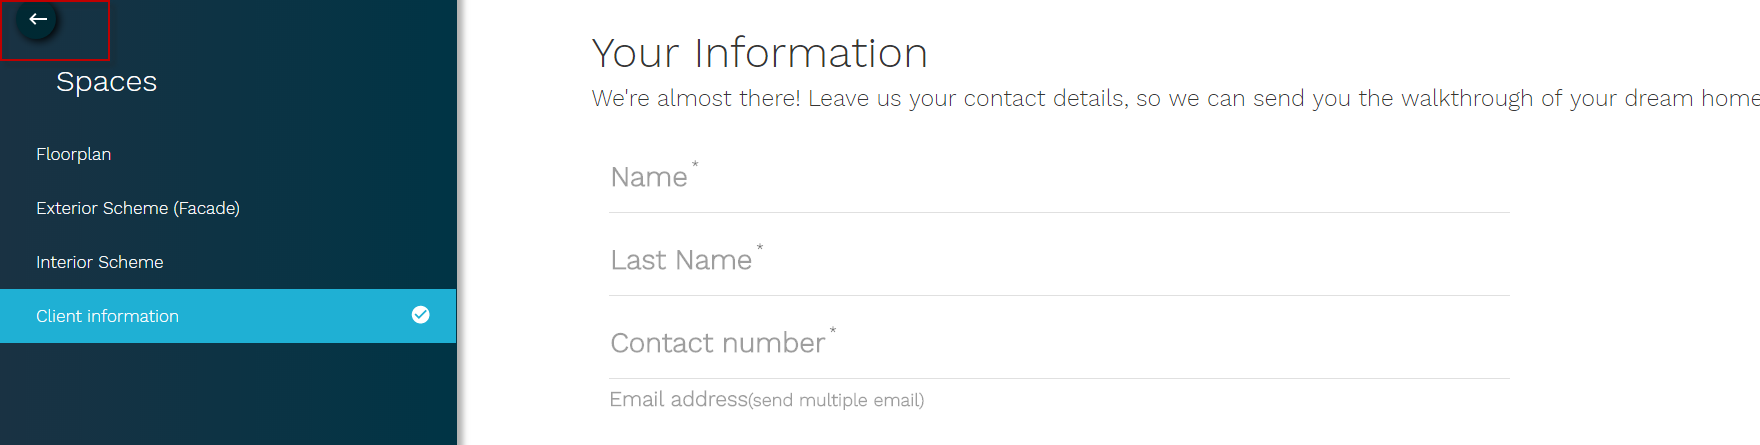 Spaces
Floorplan
Exterior Scheme (Facade)
Interior Scheme
Client information
Your Information
We're almost there! Leave us your contact details, so we can send you the walkthrough of your dream home
Name *
Last Name *
Contact number *
Email address(send multiple email)